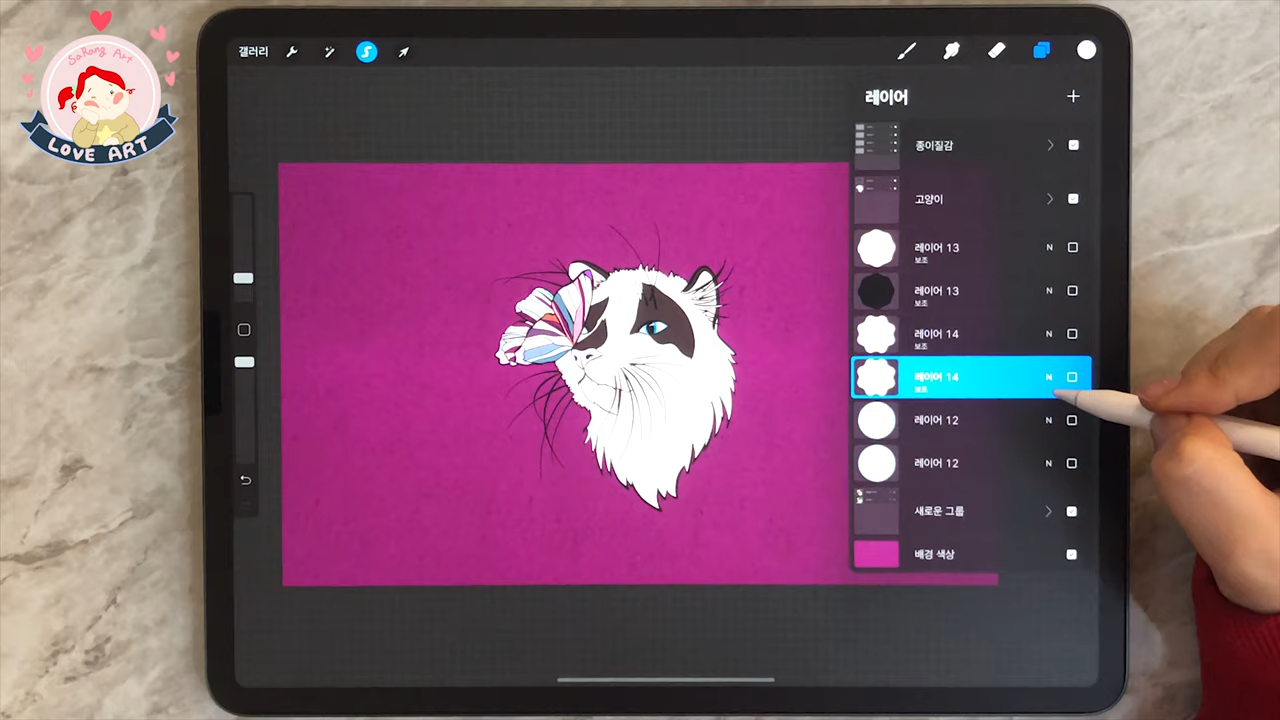 SaRang Art
LOVE ART
갤러리
레이어
종이질감
고양이
레이어 13
N
보조
레이어 13
N
보조
레이어 14
N
보조
레이어 14
N
보조
레이어 12
N
레이어 12
N
새로운 그룹
배경 색상